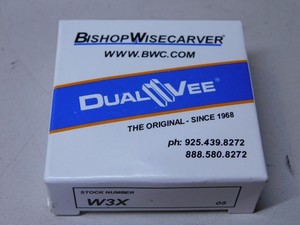 BISHOPWISECARVER®
WWW.BWC.COM
DUALVEE®
THE ORIGINAL - SINCE 1968
ph: 925.439.8272
888.580.8272
STOCK NUMBER
W3X
05